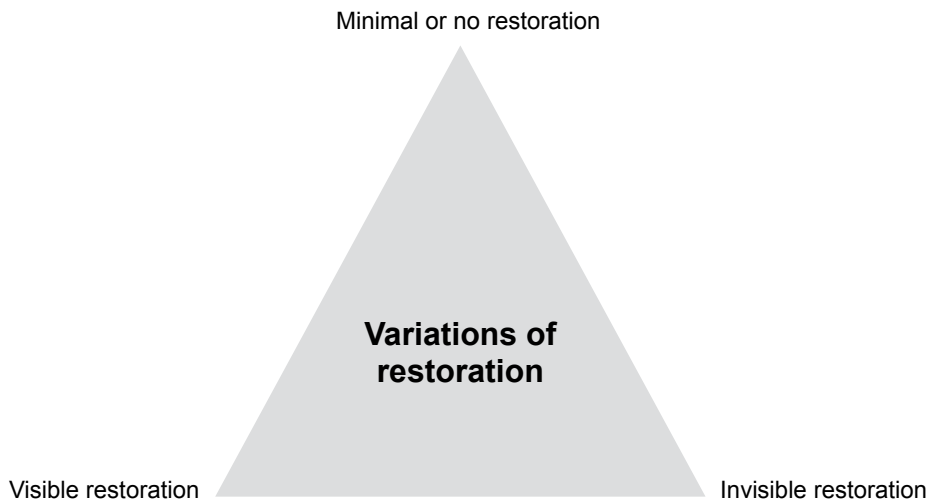 Minimal or no restoration
Variations of
restoration
Visible restoration
Invisible restoration